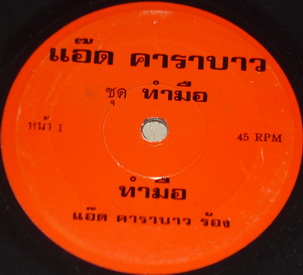 แอ๊ด คาราบาว
ชุด ทำมือ
หน้า 1
45 RPM
ทำมือ
แอ๊ด คาราบาว ร้อง